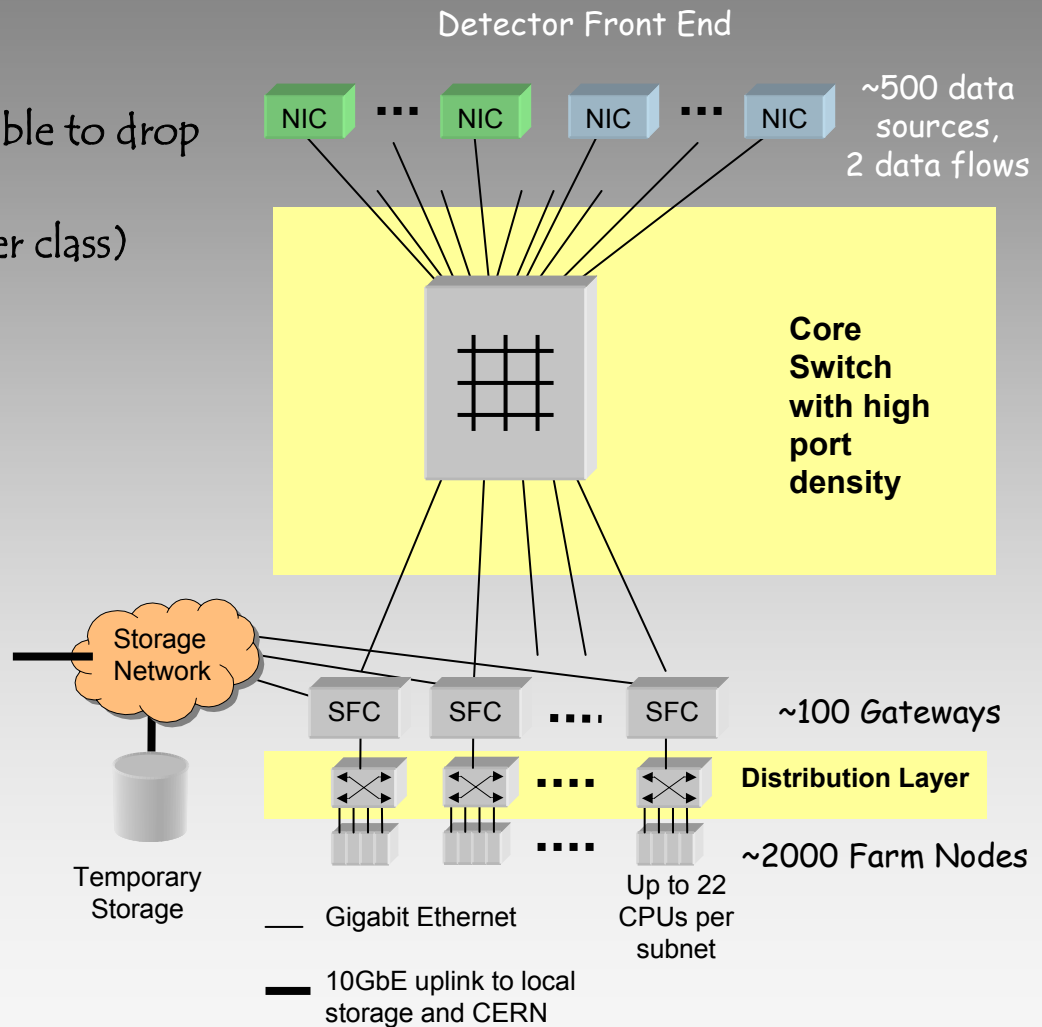 Detector Front End
ble to drop
er class)
NIC
NIC
NIC
NIC
~500 data
sources,
2 data flows
Core
Switch
with high
port
density
Storage
Network
SFC
SFC
SFC
~100 Gateways
Distribution Layer
~2000 Farm Nodes
Temporary
Storage
Up to 22
CPUs per
subnet
Gigabit Ethernet
10GbE uplink to local
storage and CERN